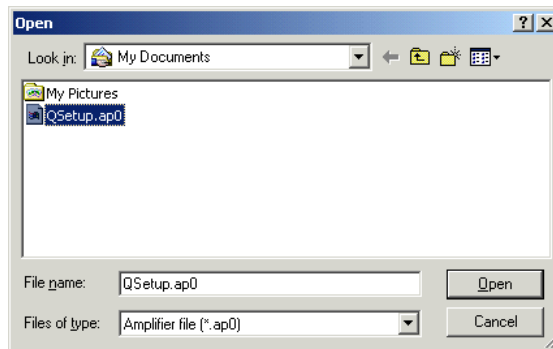 Open
Look in: My Documents
My Pictures
QSetup.ap0
File name: QSetup.ap0 Open
Files of type: Amplifier file (*.ap0) Cancel